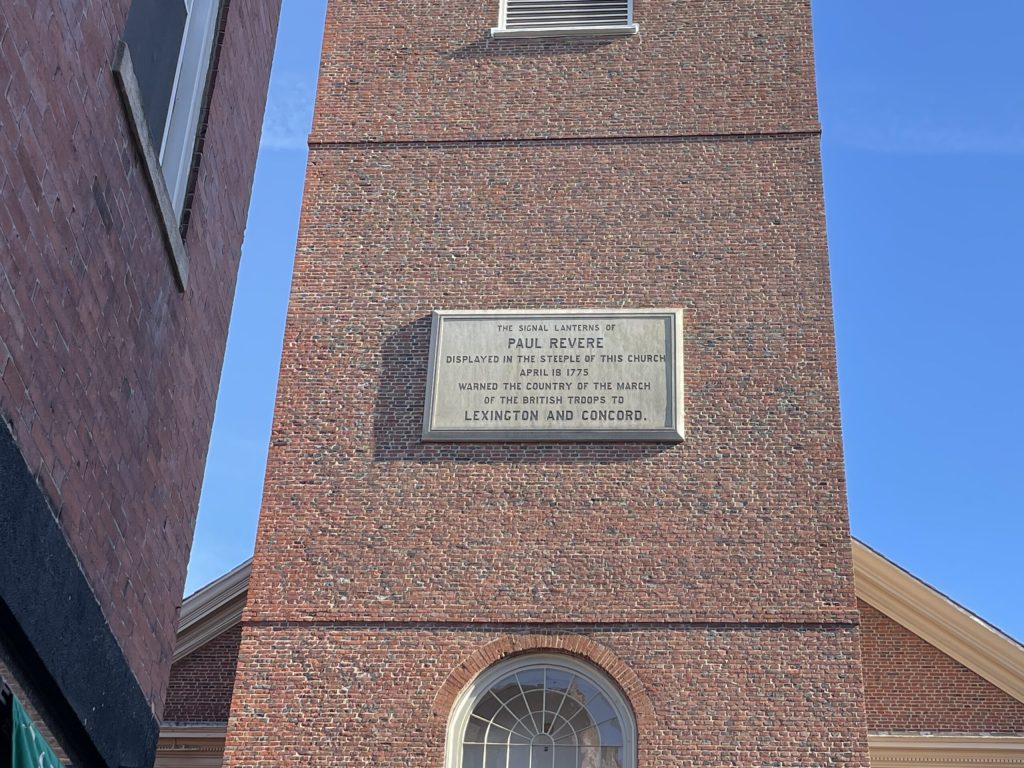 THE SIGNAL LANTERNS OF
PAUL REVERE
DISPLAYED IN THE STEEPLE OF THIS CHURCH
APRIL 18 1775
WARNED THE COUNTRY OF THE MARCH
OF THE BRITISH TROOPS TO
LEXINGTON AND CONCORD.